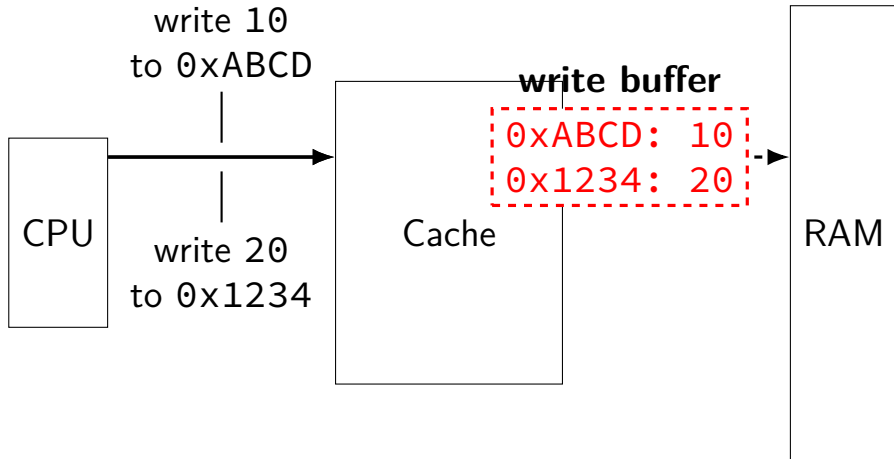 write 10
to 0xABCD
write buffer
0xABCD: 10
0x1234: 20
CPU
Cache
RAM
write 20
to 0x1234